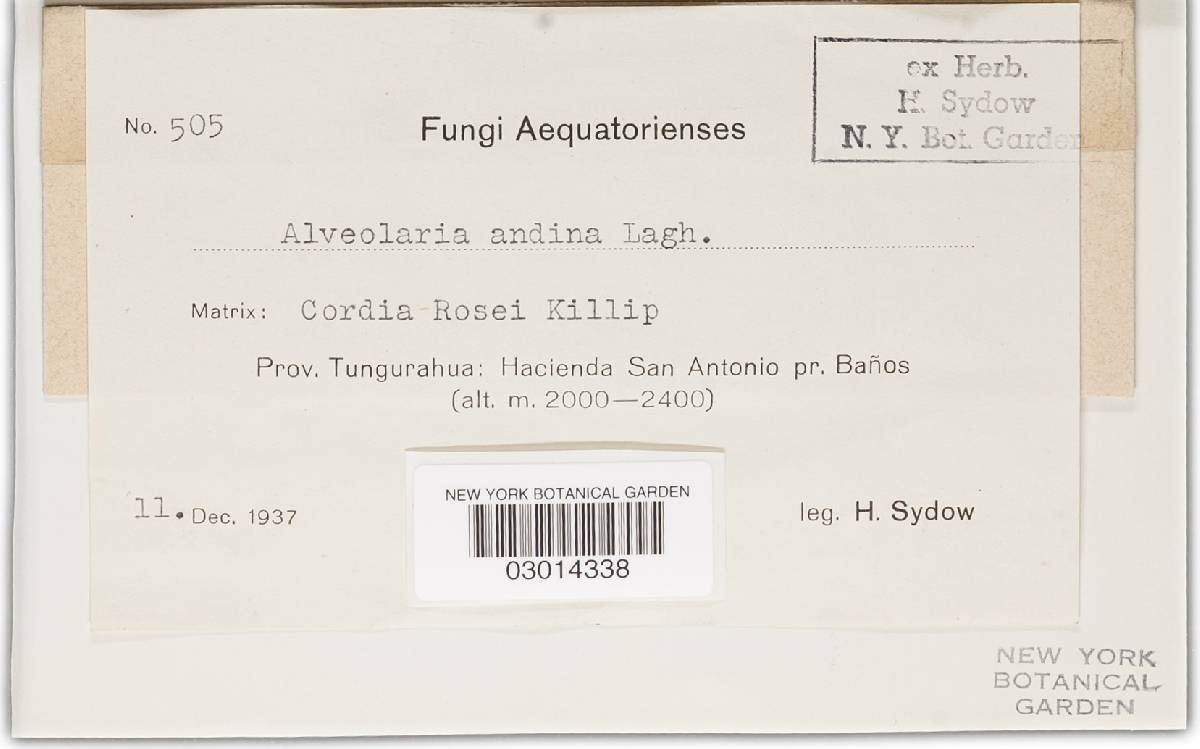 ex Herb.
H. Sydow
N. Y. Bot. Garden
No. 505
Fungi Aequatorienses
Alveolaria andina Lagh.
Matrix: Cordia Rosei Killip
Prov. Tungurahua: Hacienda San Antonio pr. Baños
(alt. m. 2000—2400)
11. Dec. 1937
leg. H. Sydow
NEW YORK BOTANICAL GARDEN
03014338
NEW YORK
BOTANICAL
GARDEN